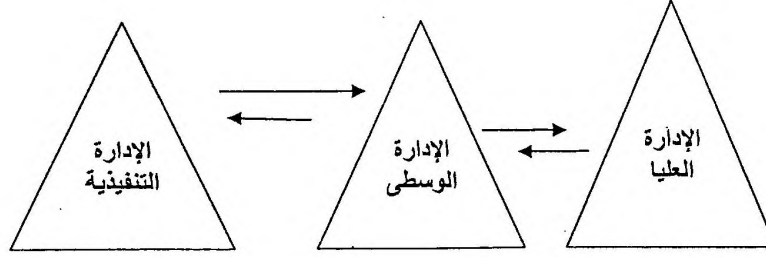 الإدارة
العليا
الإدارة
الوسطى
الإدارة
التنفيذية